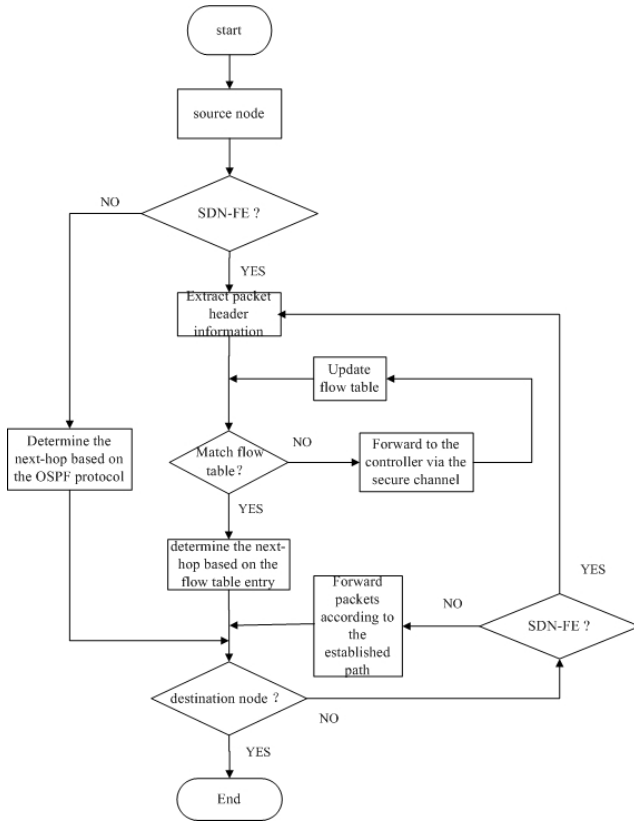 start
source node
NO
SDN-FE ?
YES
Extract packet
header
information
Update
flow table
Determine the
next-hop based on
the OSPF protocol
Match flow
table?
NO
Forward to the
controller via the
secure channel
YES
determine the next-
hop based on the
flow table entry
Forward
packets
according to
the
established
path
NO
YES
SDN-FE ?
destination node ?
NO
YES
End